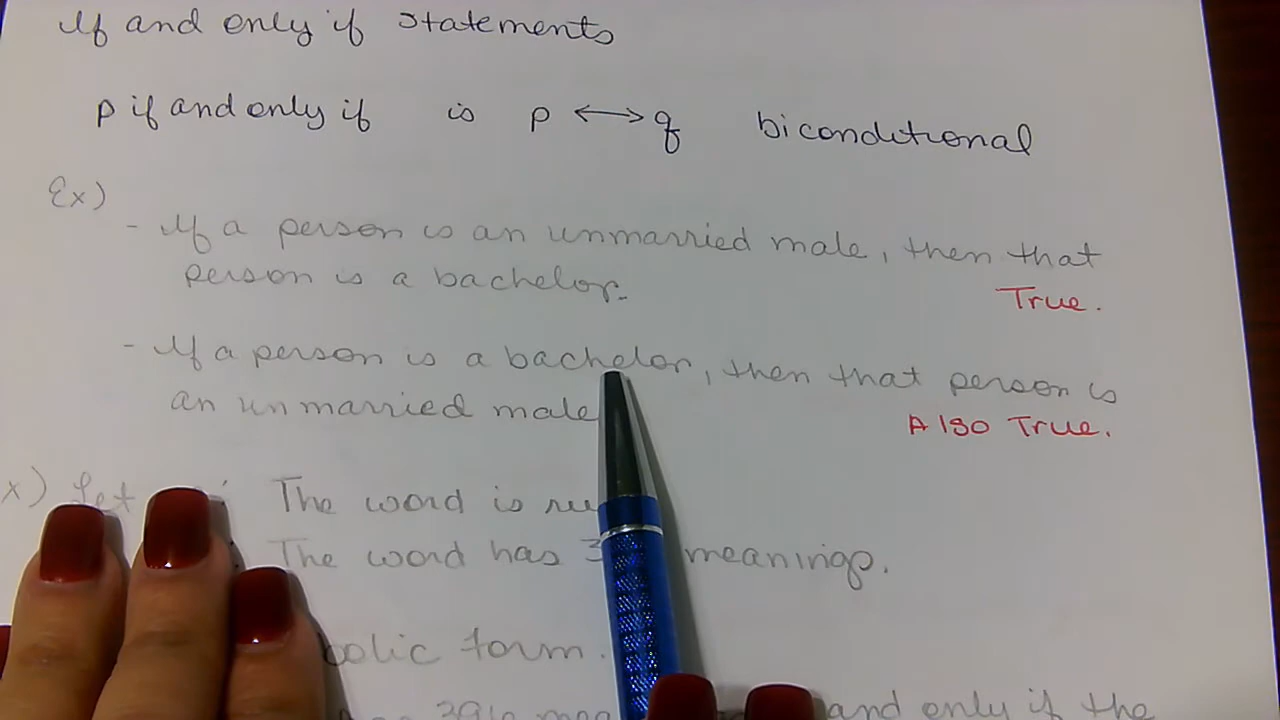 If and only if statements
p if and only if is p ↔ q biconditional
Ex)
- If a person is an unmarried male, then that
person is a bachelor.
True.
- If a person is a bachelor, then that person is
an unmarried male
Also True.
x) Let : The word is
The word has meanings.
bolic form.
and only if the